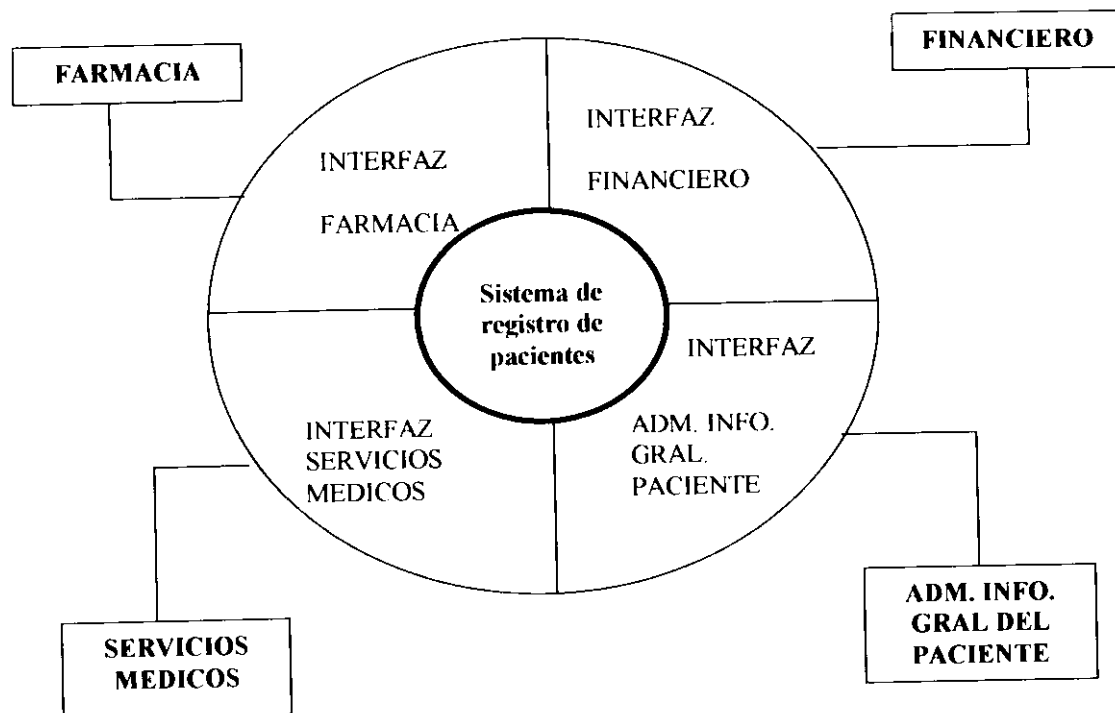 FARMACIA
FINANCIERO
INTERFAZ
FARMACIA
INTERFAZ
FINANCIERO
Sistema de
registro de
pacientes
INTERFAZ
SERVICIOS
MEDICOS
INTERFAZ
ADM. INFO.
GRAL.
PACIENTE
SERVICIOS
MEDICOS
ADM. INFO.
GRAL DEL
PACIENTE